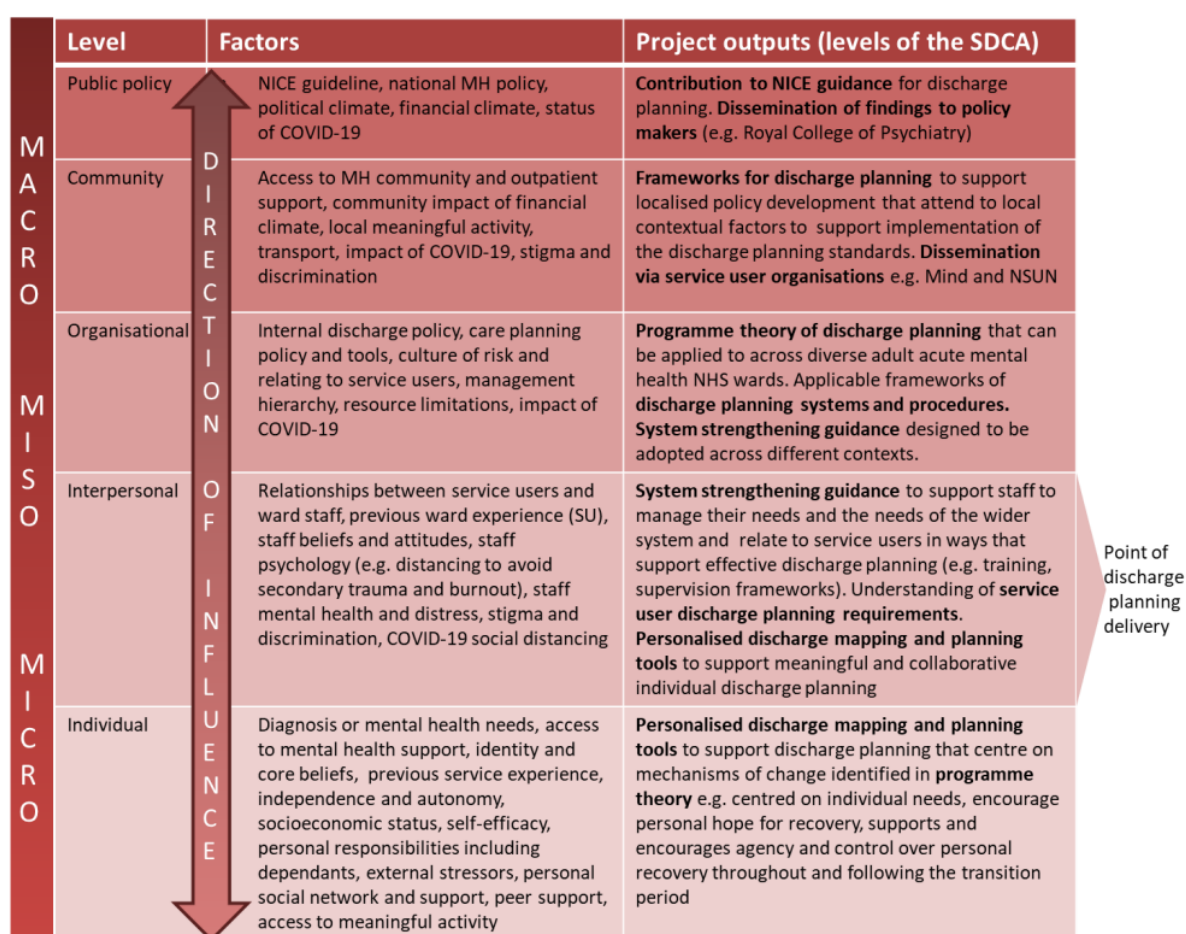 Level
Factors
Project outputs (levels of the SDCA)
MACRO
MISO
MICRO
DIRECTION OF INFLUENCE
Public policy
NICE guideline, national MH policy,
political climate, financial climate, status
of COVID-19
Contribution to NICE guidance for discharge
planning. Dissemination of findings to policy
makers (e.g. Royal College of Psychiatry)
Community
Access to MH community and outpatient
support, community impact of financial
climate, local meaningful activity,
transport, impact of COVID-19, stigma and
discrimination
Frameworks for discharge planning to support
localised policy development that attend to local
contextual factors to support implementation of
the discharge planning standards. Dissemination
via service user organisations e.g. Mind and NSUN
Organisational
Internal discharge policy, care planning
policy and tools, culture of risk and
relating to service users, management
hierarchy, resource limitations, impact of
COVID-19
Programme theory of discharge planning that can
be applied to across diverse adult acute mental
health NHS wards. Applicable frameworks of
discharge planning systems and procedures.
System strengthening guidance designed to be
adopted across different contexts.
Interpersonal
Relationships between service users and
ward staff, previous ward experience (SU),
staff beliefs and attitudes, staff
psychology (e.g. distancing to avoid
secondary trauma and burnout), staff
mental health and distress, stigma and
discrimination, COVID-19 social distancing
System strengthening guidance to support staff to
manage their needs and the needs of the wider
system and relate to service users in ways that
support effective discharge planning (e.g. training,
supervision frameworks). Understanding of service
user discharge planning requirements.
Personalised discharge mapping and planning
tools to support meaningful and collaborative
individual discharge planning
Point of
discharge
planning
delivery
Individual
Diagnosis or mental health needs, access
to mental health support, identity and
core beliefs, previous service experience,
independence and autonomy,
socioeconomic status, self-efficacy,
personal responsibilities including
dependants, external stressors, personal
social network and support, peer support,
access to meaningful activity
Personalised discharge mapping and planning
tools to support discharge planning that centre on
mechanisms of change identified in programme
theory e.g. centred on individual needs, encourage
personal hope for recovery, supports and
encourages agency and control over personal
recovery throughout and following the transition
period